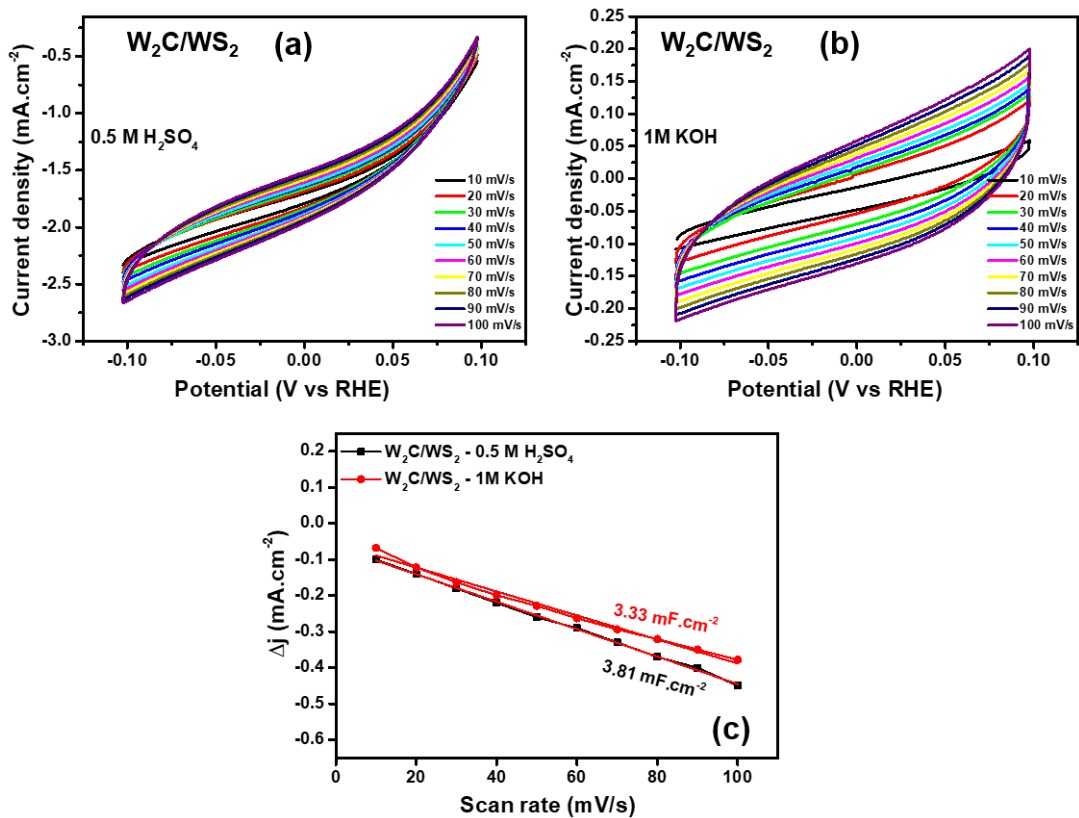 W₂C/WS₂ (a)
0.5 M H₂SO₄
Current density (mA.cm⁻²)
-0.5
-1.0
-1.5
-2.0
-2.5
-3.0
10 mV/s
20 mV/s
30 mV/s
40 mV/s
50 mV/s
60 mV/s
70 mV/s
80 mV/s
90 mV/s
100 mV/s
-0.10 -0.05 0.00 0.05 0.10
Potential (V vs RHE)
W₂C/WS₂ (b)
1M KOH
Current density (mA.cm⁻²)
0.25
0.20
0.15
0.10
0.05
0.00
-0.05
-0.10
-0.15
-0.20
-0.25
10 mV/s
20 mV/s
30 mV/s
40 mV/s
50 mV/s
60 mV/s
70 mV/s
80 mV/s
90 mV/s
100 mV/s
-0.10 -0.05 0.00 0.05 0.10
Potential (V vs RHE)
W₂C/WS₂ - 0.5 M H₂SO₄
W₂C/WS₂ - 1M KOH
Δj (mA.cm⁻²)
0.2
0.1
0.0
-0.1
-0.2
-0.3
-0.4
-0.5
-0.6
3.33 mF.cm⁻²
3.81 mF.cm⁻²
(c)
0 20 40 60 80 100
Scan rate (mV/s)